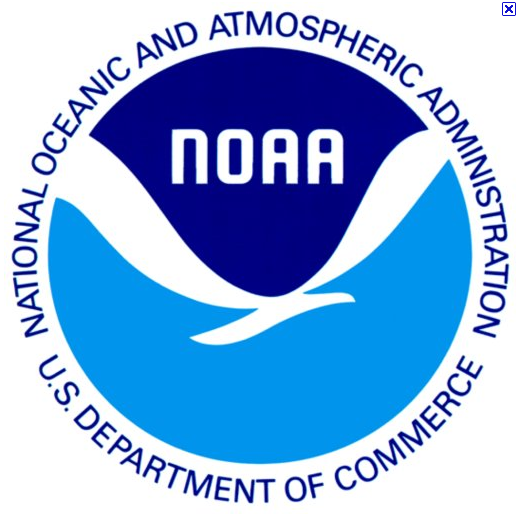 NATIONAL OCEANIC AND ATMOSPHERIC ADMINISTRATION
NOAA
U.S. DEPARTMENT OF COMMERCE